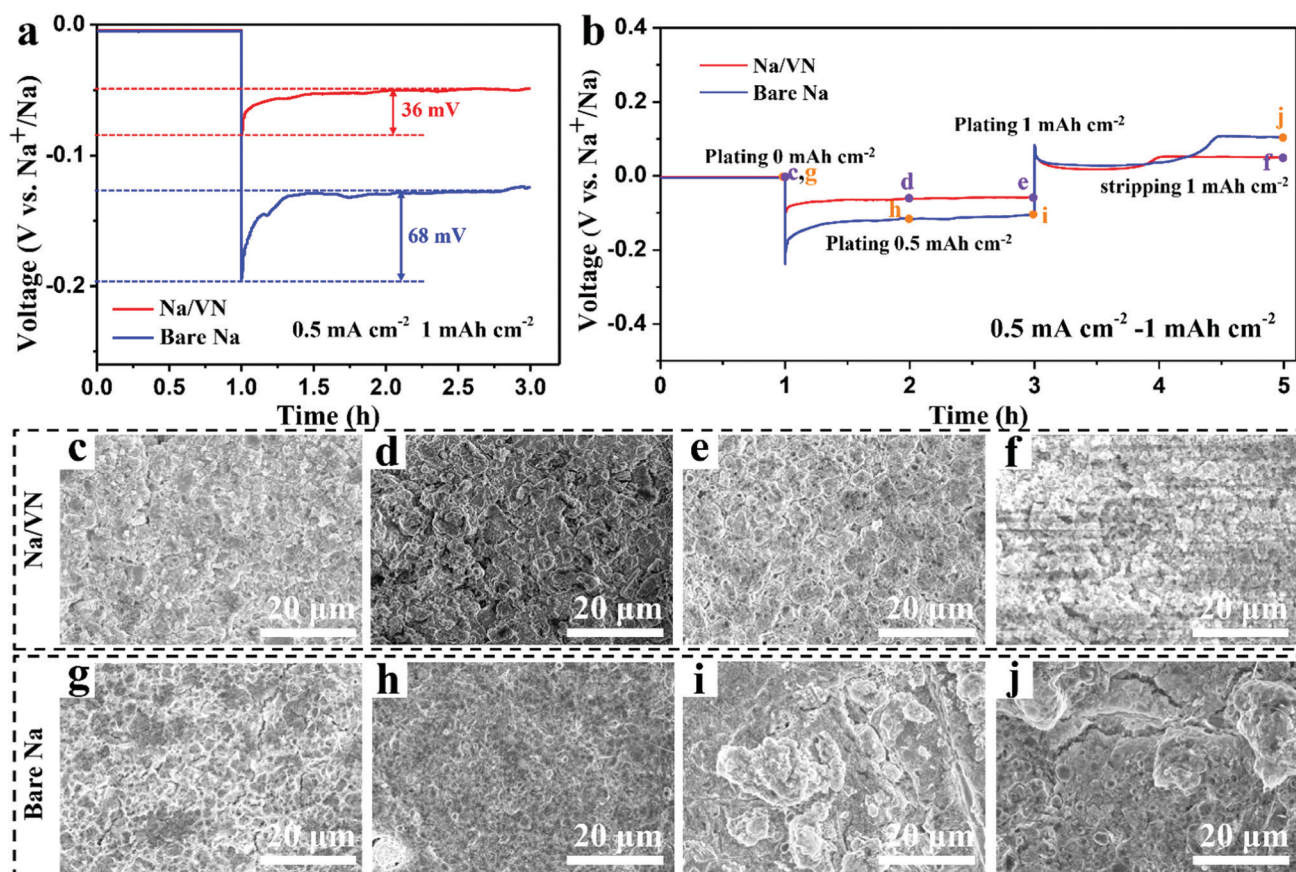 a
0.0
-0.1
-0.2
Voltage (V vs. Na⁺/Na)
36 mV
68 mV
Na/VN
Bare Na
0.5 mA cm⁻² 1 mAh cm⁻²
0.0 0.5 1.0 1.5 2.0 2.5 3.0
Time (h)
b
0.4
0.2
0.0
-0.2
-0.4
Voltage (V vs. Na⁺/Na)
Na/VN
Bare Na
Plating 1 mAh cm⁻²
j
Plating 0 mAh cm⁻²
c,g
d
e
f
stripping 1 mAh cm⁻²
h
i
Plating 0.5 mAh cm⁻²
0.5 mA cm⁻² -1 mAh cm⁻²
0 1 2 3 4 5
Time (h)
Na/VN
c
20 μm
d
20 μm
e
20 μm
f
20 μm
Bare Na
g
20 μm
h
20 μm
i
20 μm
j
20 μm